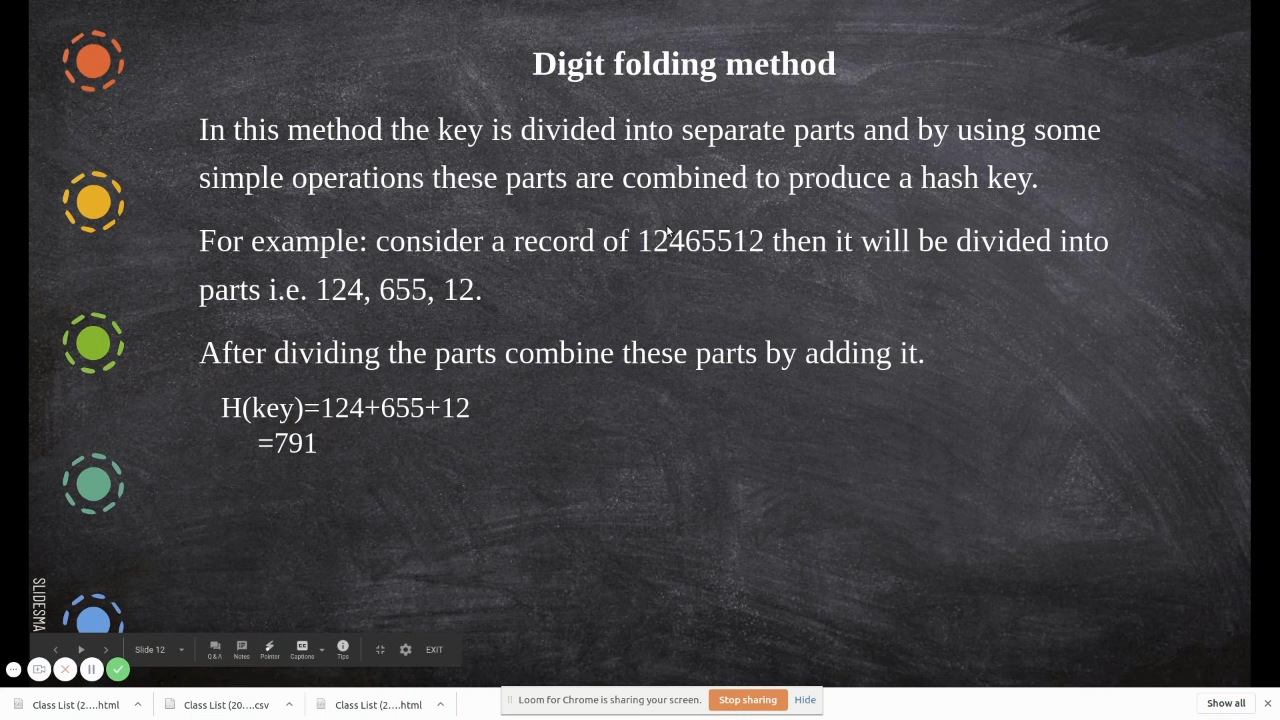 Digit folding method
In this method the key is divided into separate parts and by using some
simple operations these parts are combined to produce a hash key.
For example: consider a record of 12465512 then it will be divided into
parts i.e. 124, 655, 12.
After dividing the parts combine these parts by adding it.
H(key)=124+655+12
=791
SLIDESMA
Slide 12
Q & A
Notes
Pointer
Captions
Tips
EXIT
Loom for Chrome is sharing your screen.
Stop sharing
Hide
Class List (2....html
Class List (20....csv
Class List (2....html
Show all